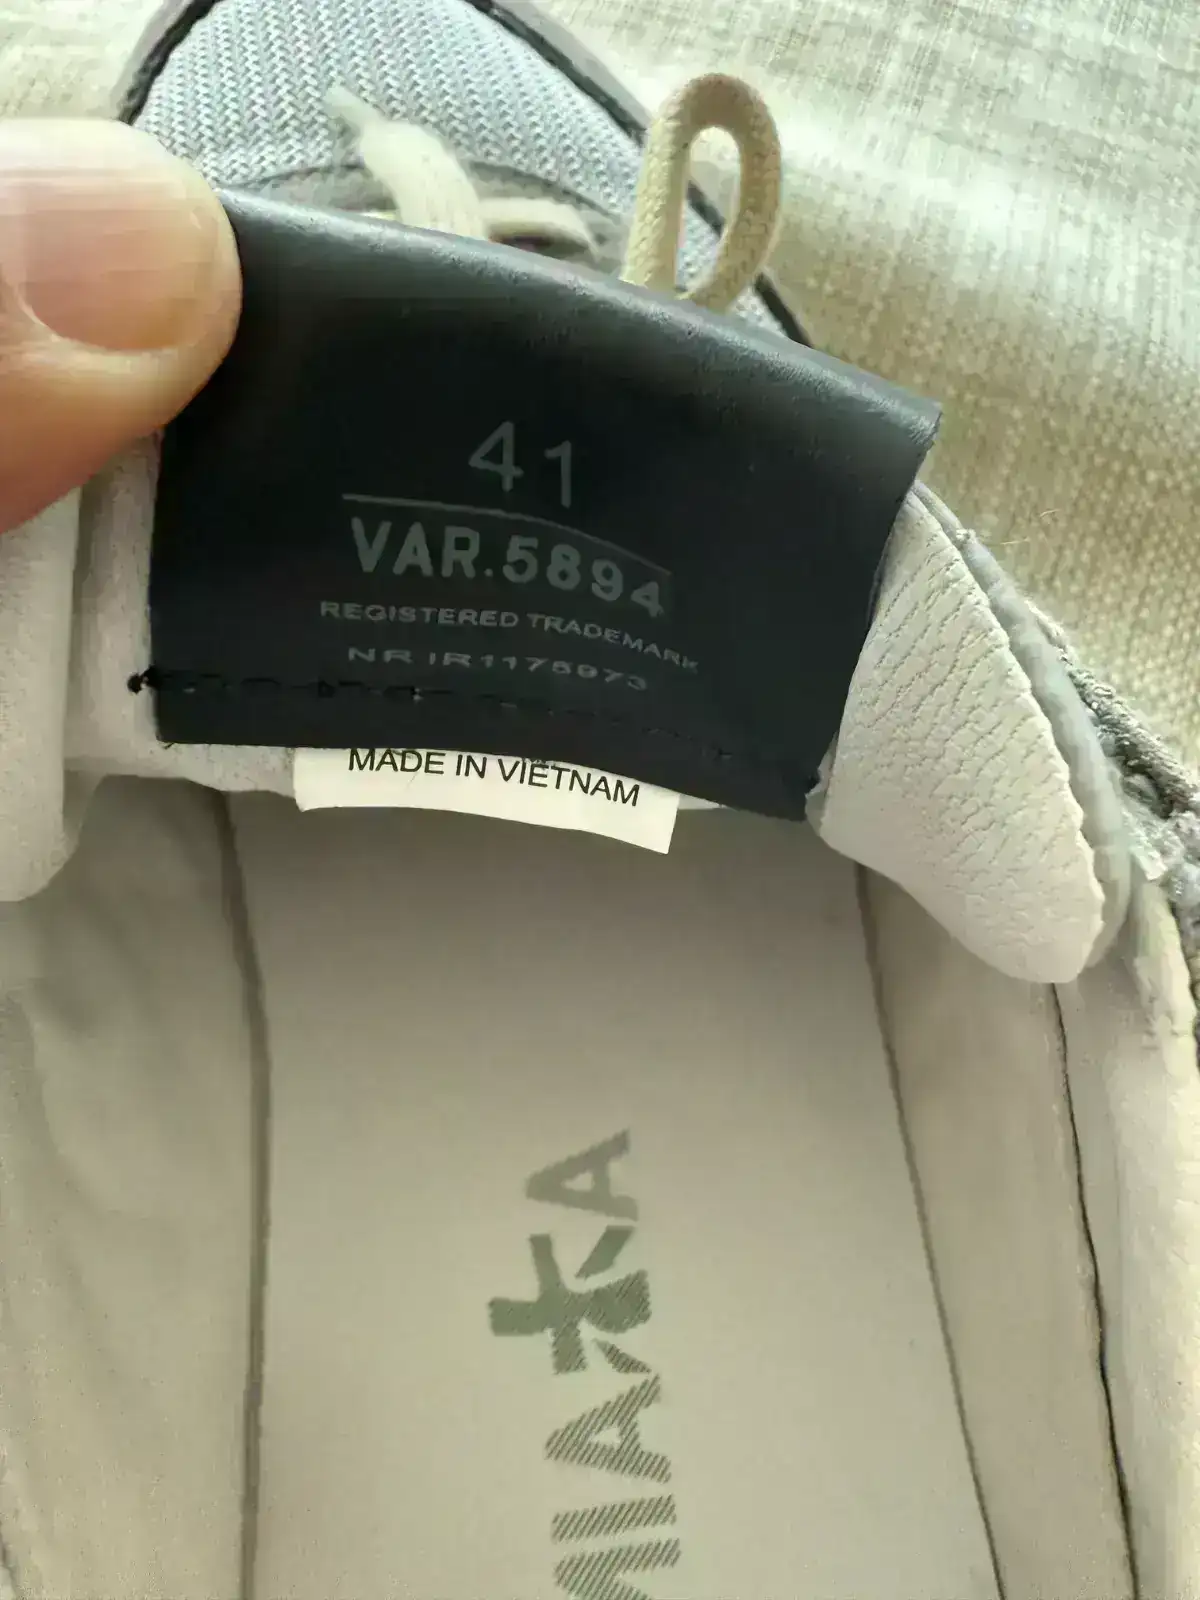 41
VAR.5894
REGISTERED TRADEMARK
NR IR1175973
MADE IN VIETNAM